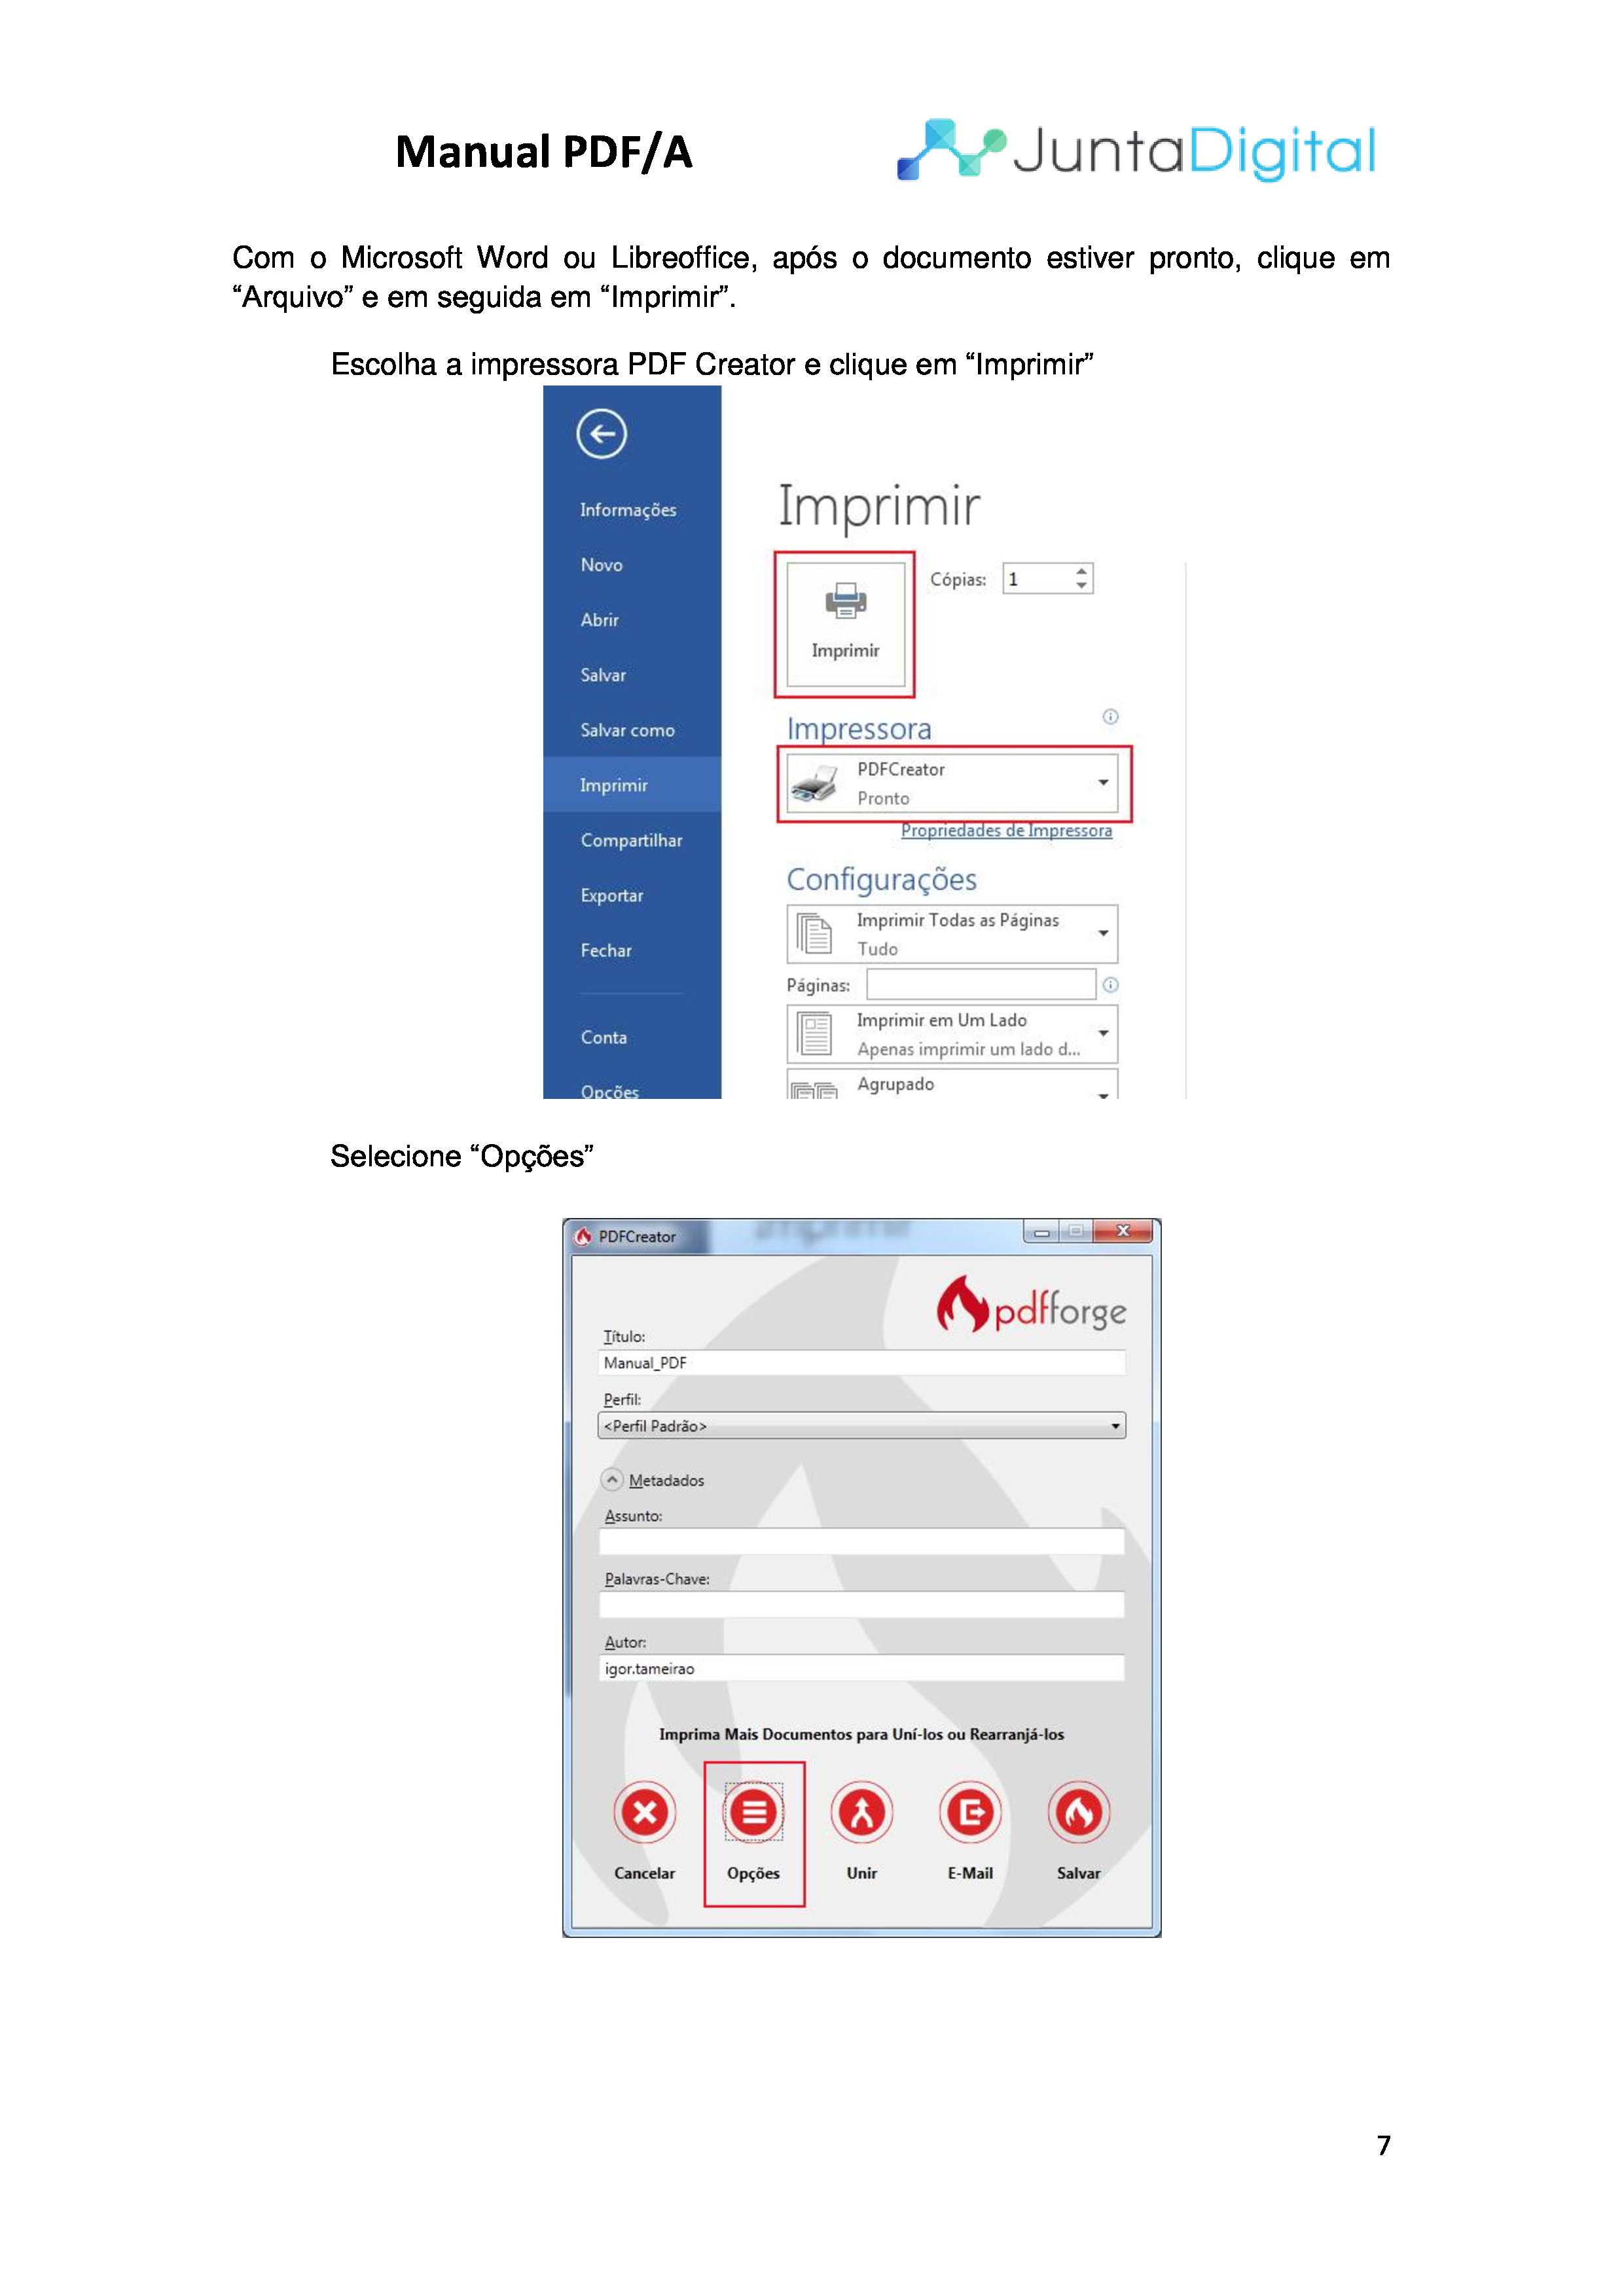 Manual PDF/A
JuntaDigital
Com o Microsoft Word ou Libreoffice, após o documento estiver pronto, clique em
“Arquivo” e em seguida em “Imprimir”.
Escolha a impressora PDF Creator e clique em “Imprimir”
Informações
Novo
Abrir
Salvar
Salvar como
Imprimir
Compartilhar
Exportar
Fechar
Conta
Opções
Imprimir
Imprimir
Cópias: 1
Impressora
PDFCreator
Pronto
Propriedades de Impressora
Configurações
Imprimir Todas as Páginas
Tudo
Páginas:
Imprimir em Um Lado
Apenas imprimir um lado d...
Agrupado
Selecione “Opções”
PDFCreator
pdfforge
Título:
Manual_PDF
Perfil:
<Perfil Padrão>
Metadados
Assunto:
Palavras-Chave:
Autor:
igor.tameirao
Imprima Mais Documentos para Uní-los ou Rearranjá-los
Cancelar Opções Unir E-Mail Salvar
7